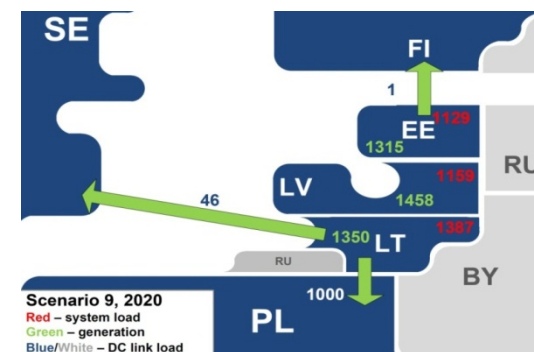 SE
FI
1
1129
EE
1315
RU
1159
LV
1458
46
1387
1350 LT
RU
BY
1000
PL
Scenario 9, 2020
Red – system load
Green – generation
Blue/White – DC link load